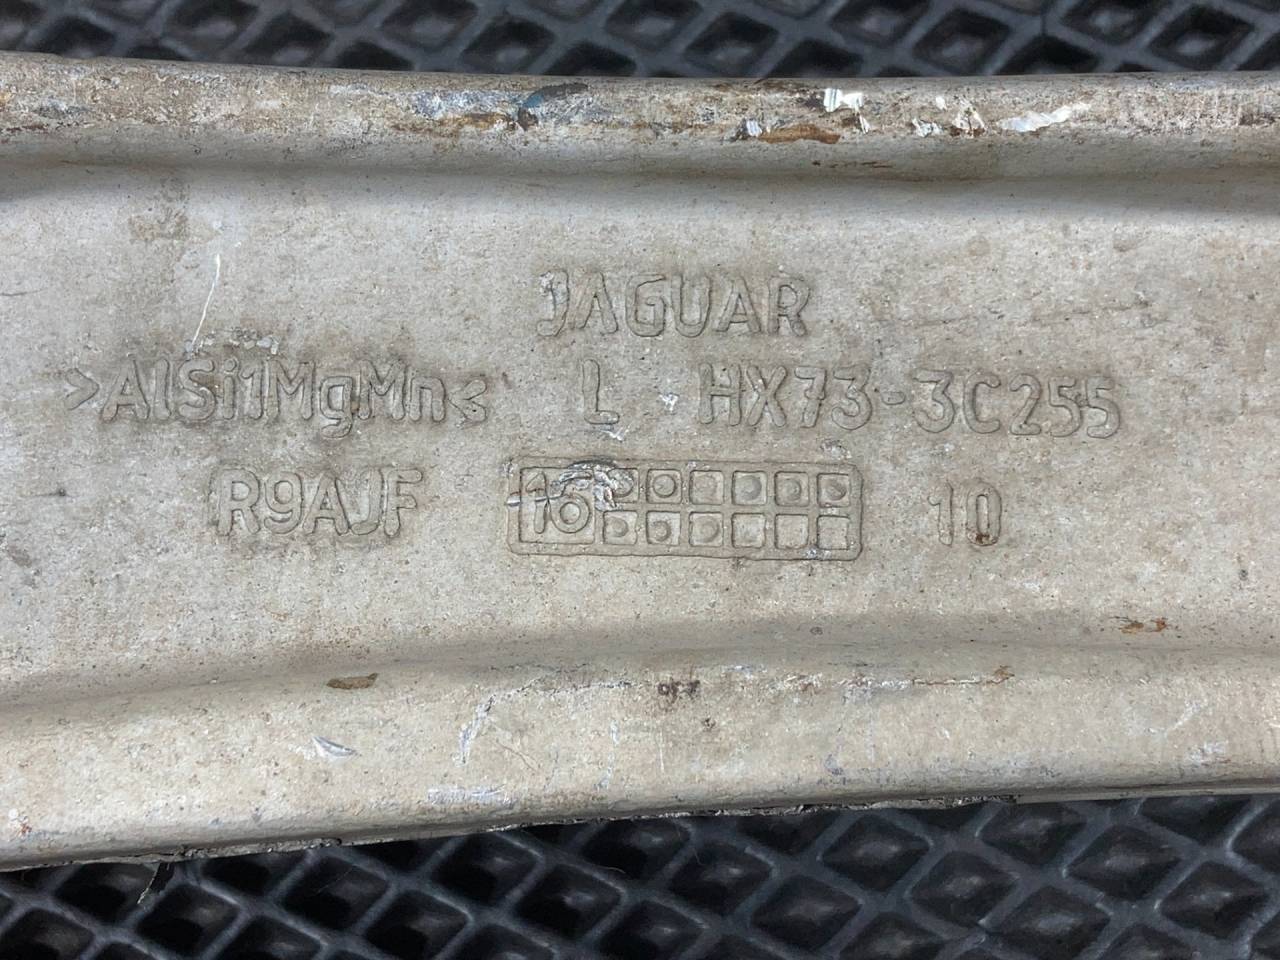 JAGUAR
>AlSi1MgMn< L HX73-3C255
R9AJF 16 10